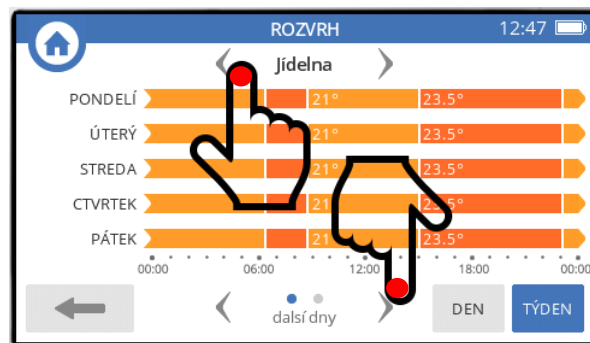 ROZVRH 12:47
Jídelna
PONDELÍ 21° 23.5°
ÚTERÝ 21° 23.5°
STREDA 21° 23.5°
CTVRTEK 23.5°
PÁTEK 21 23.5°
00:00 06:00 12:00 18:00 00:00
dalsí dny DEN TÝDEN